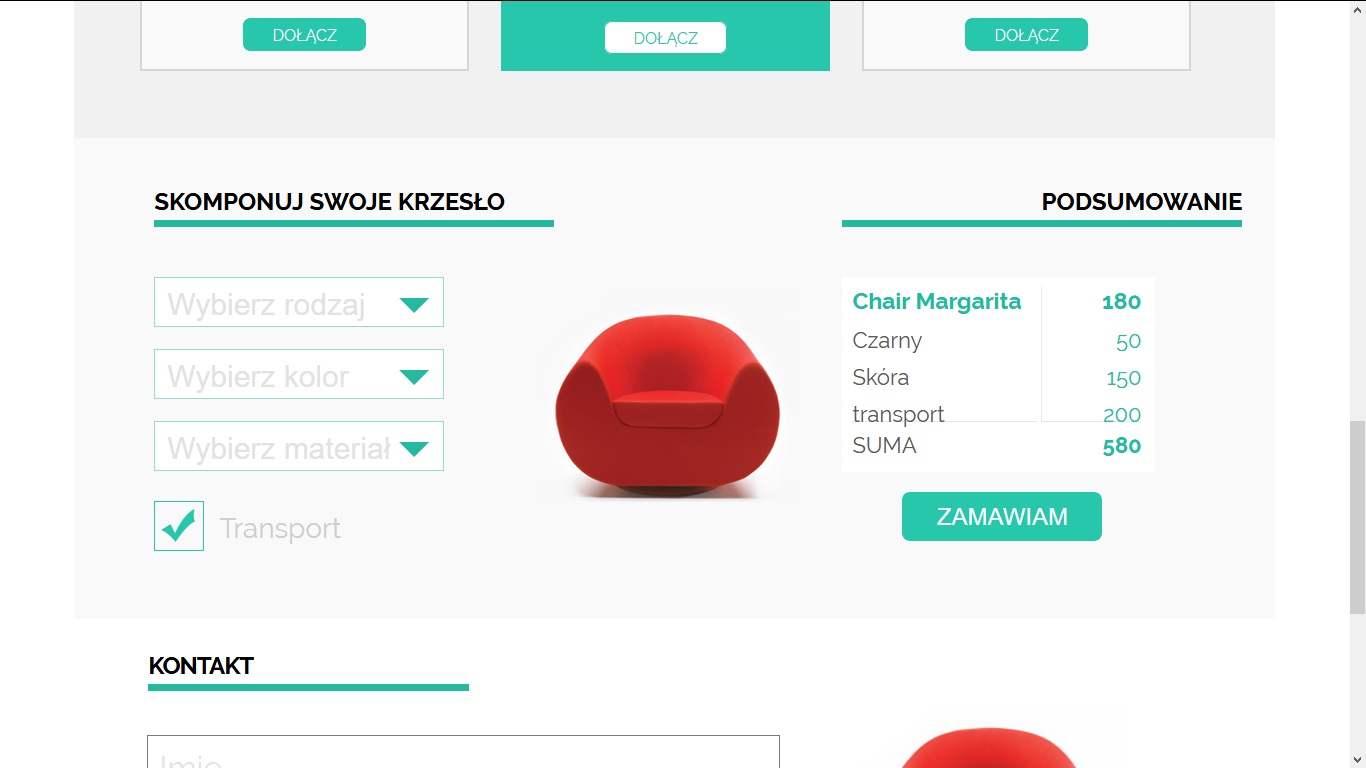 DOŁĄCZ
DOŁĄCZ
DOŁĄCZ
SKOMPONUJ SWOJE KRZESŁO
Wybierz rodzaj
Wybierz kolor
Wybierz materiał
Transport
PODSUMOWANIE
Chair Margarita 180
Czarny 50
Skóra 150
transport 200
SUMA 580
ZAMAWIAM
KONTAKT
Imię